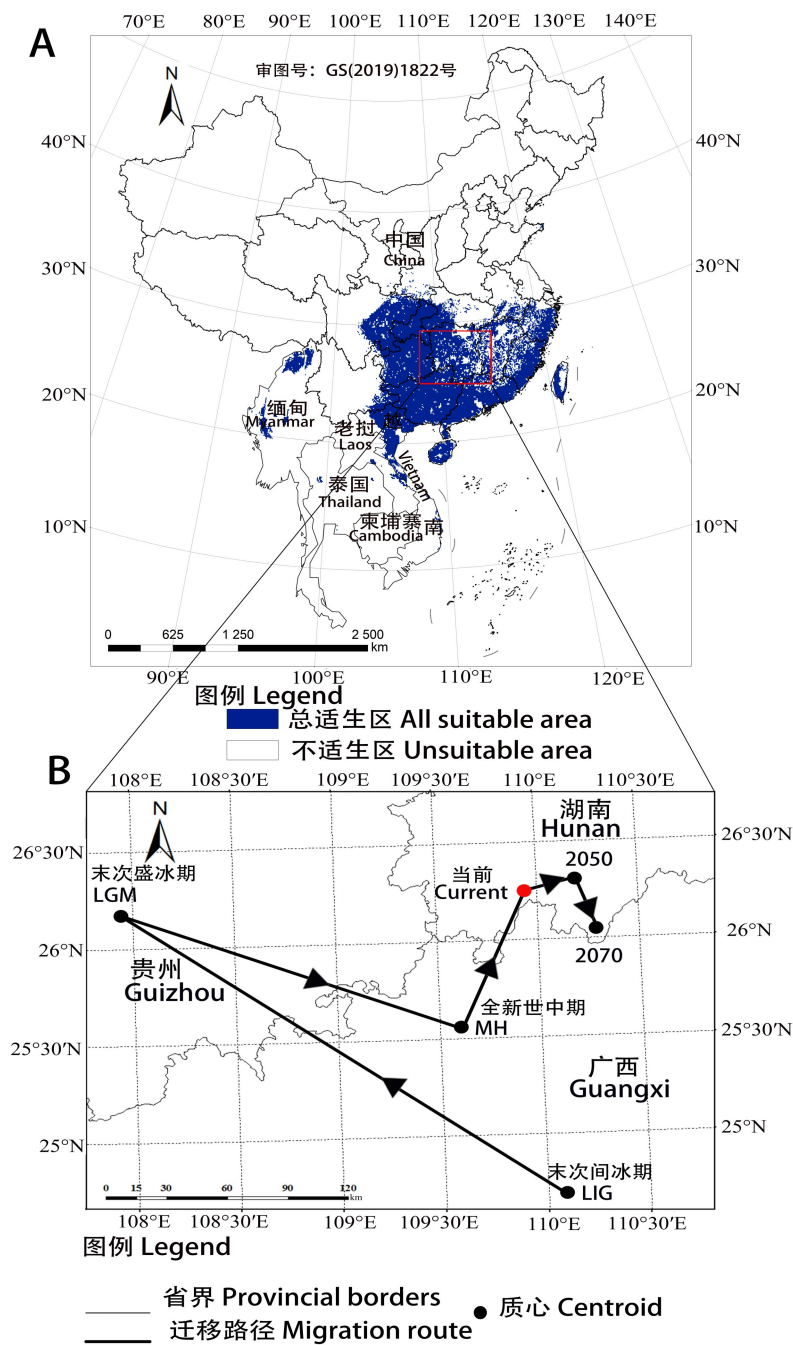 A
70°E 80°E 90°E 100°E 110°E 120°E 130°E 140°E
N
审图号：GS(2019)1822号
40°N
40°N
中国
China
30°N
30°N
20°N
20°N
缅甸
Myanmar
老挝
Laos
越
Vietnam
南
泰国
Thailand
柬埔寨
Cambodia
10°N
10°N
0 625 1 250 2 500
km
90°E 100°E 110°E 120°E
图例 Legend
总适生区 All suitable area
不适生区 Unsuitable area
B
108°E 108°30′E 109°E 109°30′E 110°E 110°30′E
N
湖南
Hunan
26°30′N
26°30′N
末次盛冰期
LGM
当前
Current
2050
2070
26°N
26°N
贵州
Guizhou
全新世中期
MH
25°30′N
25°30′N
广西
Guangxi
25°N
25°N
末次间冰期
LIG
0 15 30 60 90 120
km
108°E 108°30′E 109°E 109°30′E 110°E 110°30′E
图例 Legend
省界 Provincial borders
质心 Centroid
迁移路径 Migration route